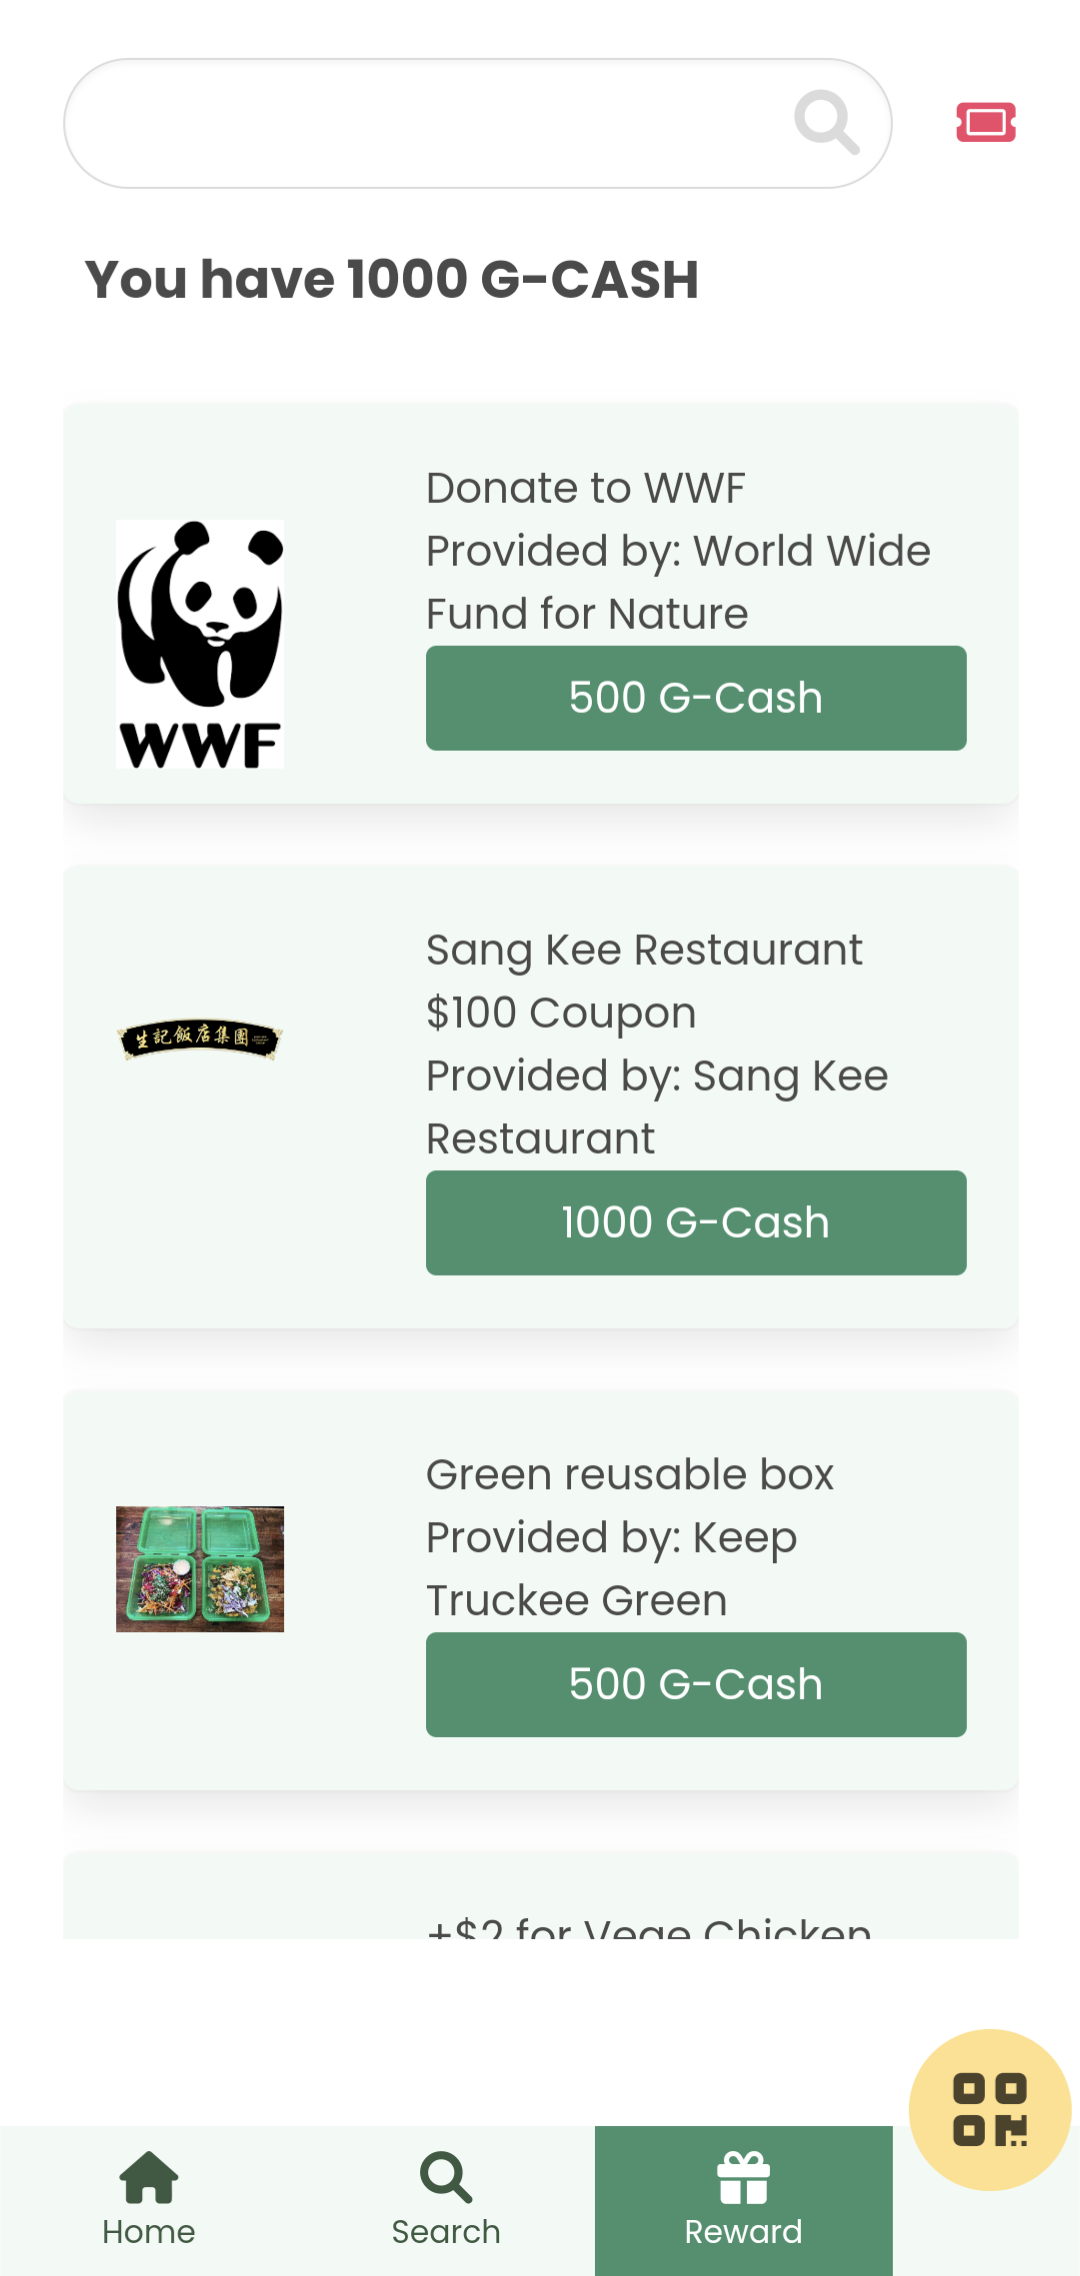 You have 1000 G-CASH
Donate to WWF
Provided by: World Wide
Fund for Nature
WWF
500 G-Cash
Sang Kee Restaurant
$100 Coupon
生記飯店集團
Provided by: Sang Kee
Restaurant
1000 G-Cash
Green reusable box
Provided by: Keep
Truckee Green
500 G-Cash
+$2 for Vege Chicken
Home
Search
Reward